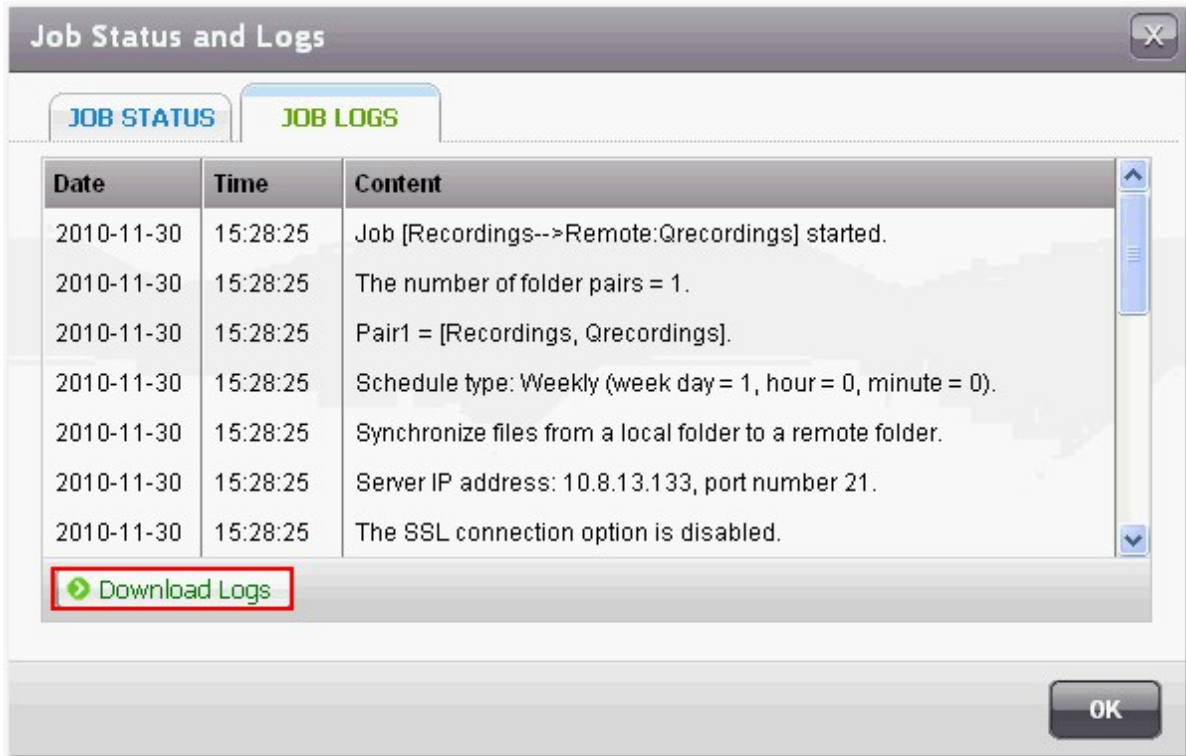 Job Status and Logs
X
JOB STATUS JOB LOGS
Date Time Content
2010-11-30 15:28:25 Job [Recordings-->Remote:Qrecordings] started.
2010-11-30 15:28:25 The number of folder pairs = 1.
2010-11-30 15:28:25 Pair1 = [Recordings, Qrecordings].
2010-11-30 15:28:25 Schedule type: Weekly (week day = 1, hour = 0, minute = 0).
2010-11-30 15:28:25 Synchronize files from a local folder to a remote folder.
2010-11-30 15:28:25 Server IP address: 10.8.13.133, port number 21.
2010-11-30 15:28:25 The SSL connection option is disabled.
Download Logs
OK